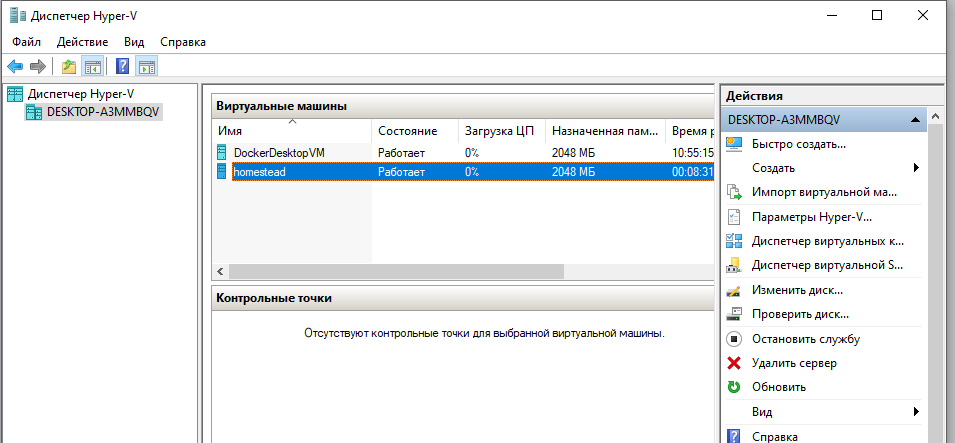 Диспетчер Hyper-V
Файл Действие Вид Справка
Диспетчер Hyper-V
DESKTOP-A3MMBQV
Виртуальные машины
Имя Состояние Загрузка ЦП Назначенная пам... Время р
DockerDesktopVM Работает 0% 2048 МБ 10:55:15
homestead Работает 0% 2048 МБ 00:08:31
Контрольные точки
Отсутствуют контрольные точки для выбранной виртуальной машины.
Действия
DESKTOP-A3MMBQV
Быстро создать...
Создать
Импорт виртуальной ма...
Параметры Hyper-V...
Диспетчер виртуальных к...
Диспетчер виртуальной S...
Изменить диск...
Проверить диск...
Остановить службу
Удалить сервер
Обновить
Вид
Справка